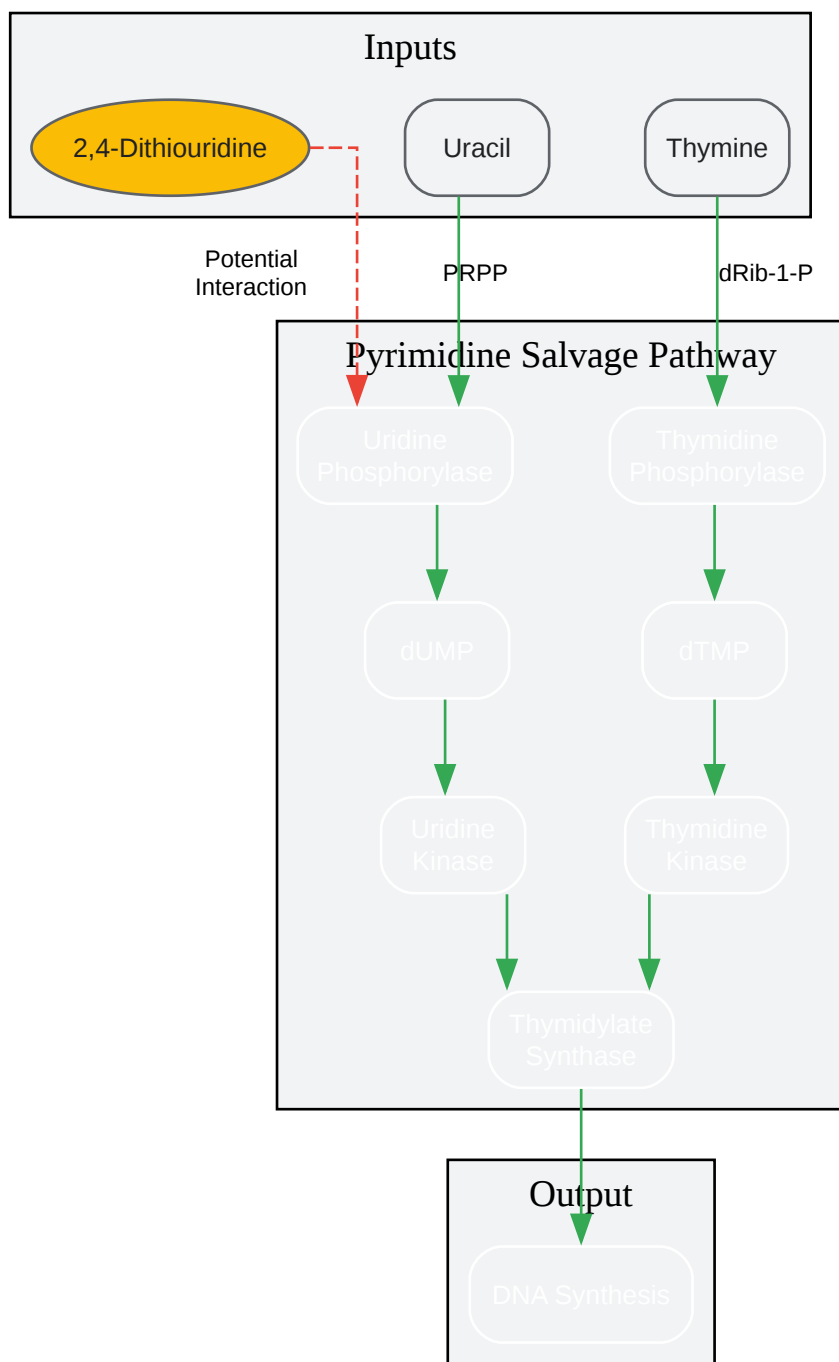 Inputs
2,4-Dithiouridine
Uracil
Thymine
Potential
Interaction
PRPP
dRib-1-P
Pyrimidine Salvage Pathway
Uridine
Phosphorylase
Thymidine
Phosphorylase
dUMP
dTMP
Uridine
Kinase
Thymidine
Kinase
Thymidylate
Synthase
Output
DNA Synthesis